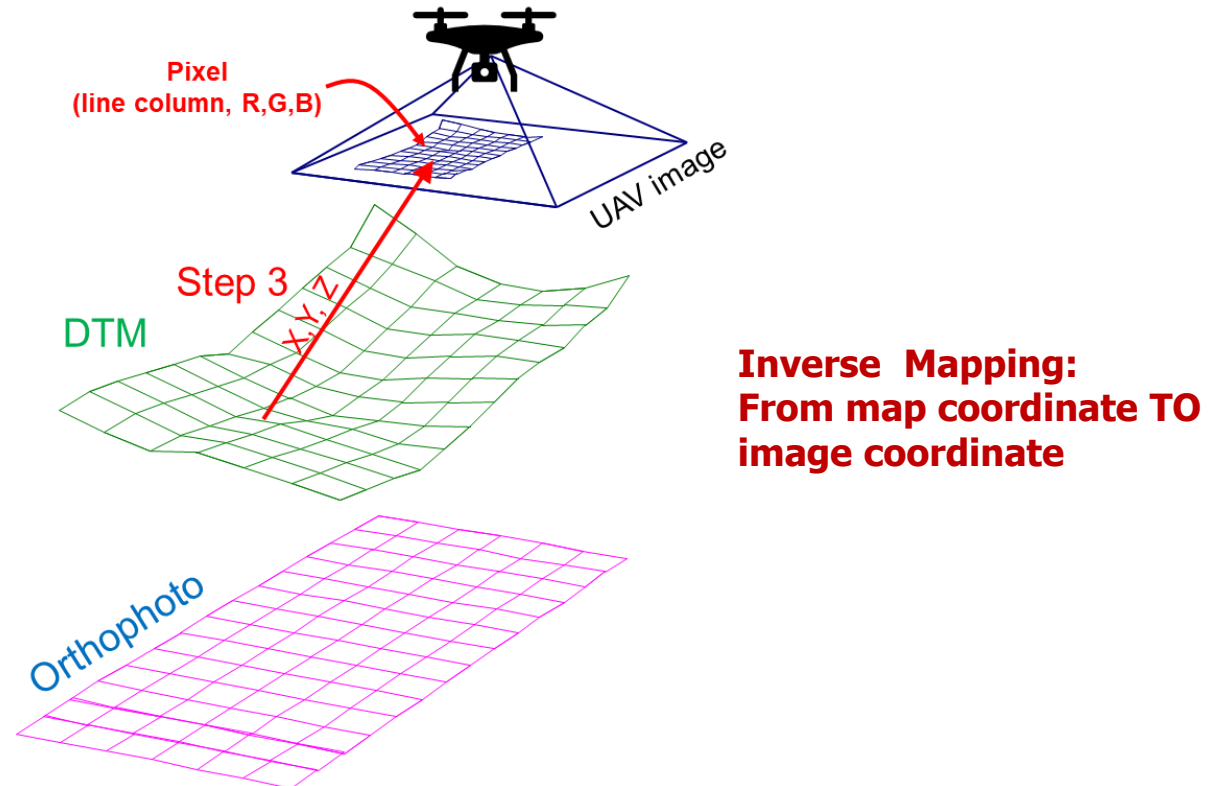 Pixel
(line column, R,G,B)
UAV image
Step 3
X,Y, Z
DTM
Inverse Mapping:
From map coordinate TO
image coordinate
Orthophoto